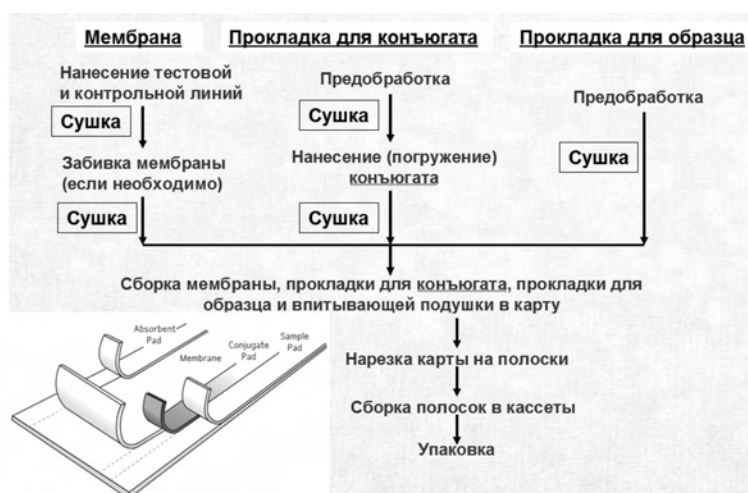 Мембрана
Прокладка для конъюгата
Прокладка для образца
Нанесение тестовой
и контрольной линий
Сушка
Забивка мембраны
(если необходимо)
Сушка
Предобработка
Сушка
Нанесение (погружение)
конъюгата
Сушка
Предобработка
Сушка
Сборка мембраны, прокладки для конъюгата, прокладки для
образца и впитывающей подушки в карту
Нарезка карты на полоски
Сборка полосок в кассеты
Упаковка
Absorbent
Pad
Membrane
Conjugate
Pad
Sample
Pad